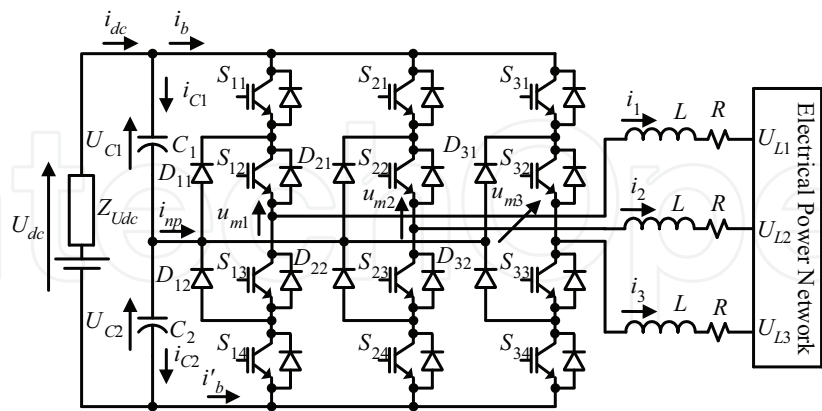 i_dc
i_b
S_11
S_21
S_31
i_C1
U_C1
C_1
D_11
S_12
D_21
S_22
D_31
S_32
i_1
L
R
U_L1
Electrical Power Network
U_dc
Z_Udc
i_np
u_m1
u_m2
u_m3
i_2
L
R
U_L2
D_12
S_13
D_22
S_23
D_32
S_33
i_3
L
R
U_L3
U_C2
C_2
i_C2
S_14
S_24
S_34
i'_b